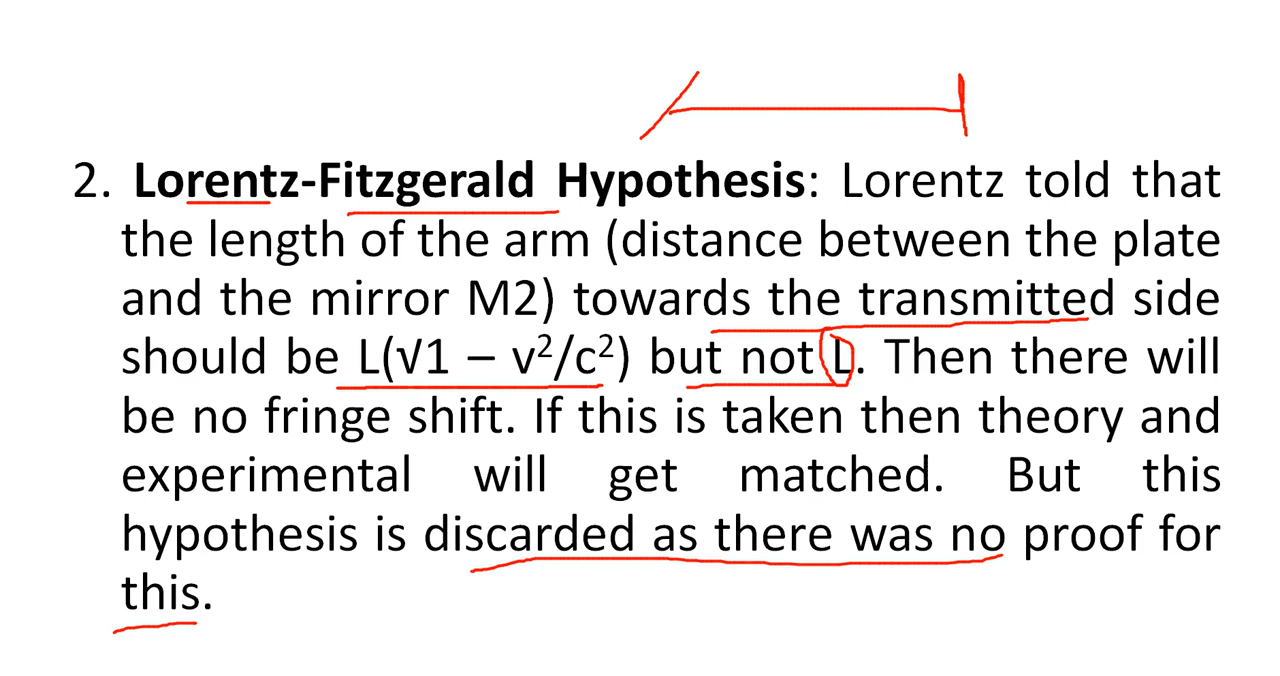 2. Lorentz-Fitzgerald Hypothesis: Lorentz told that
the length of the arm (distance between the plate
and the mirror M2) towards the transmitted side
should be L(√1 – v²/c²) but not L. Then there will
be no fringe shift. If this is taken then theory and
experimental will get matched. But this
hypothesis is discarded as there was no proof for
this.